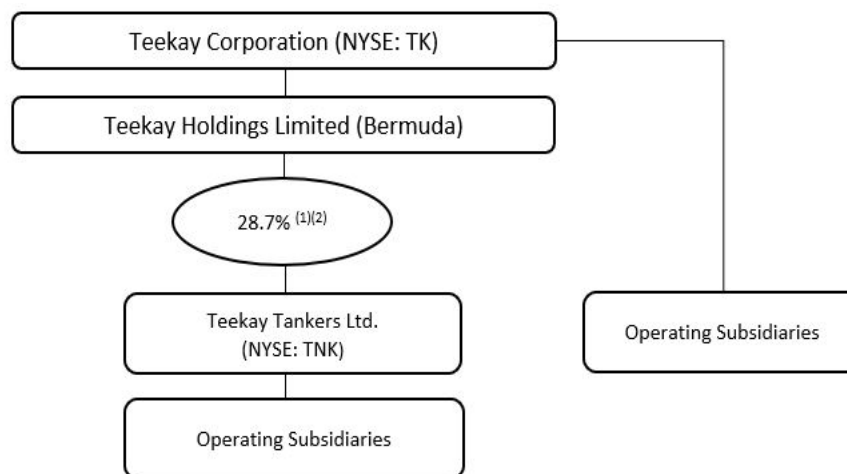 Teekay Corporation (NYSE: TK)
Teekay Holdings Limited (Bermuda)
28.7% (1)(2)
Teekay Tankers Ltd.
(NYSE: TNK)
Operating Subsidiaries
Operating Subsidiaries